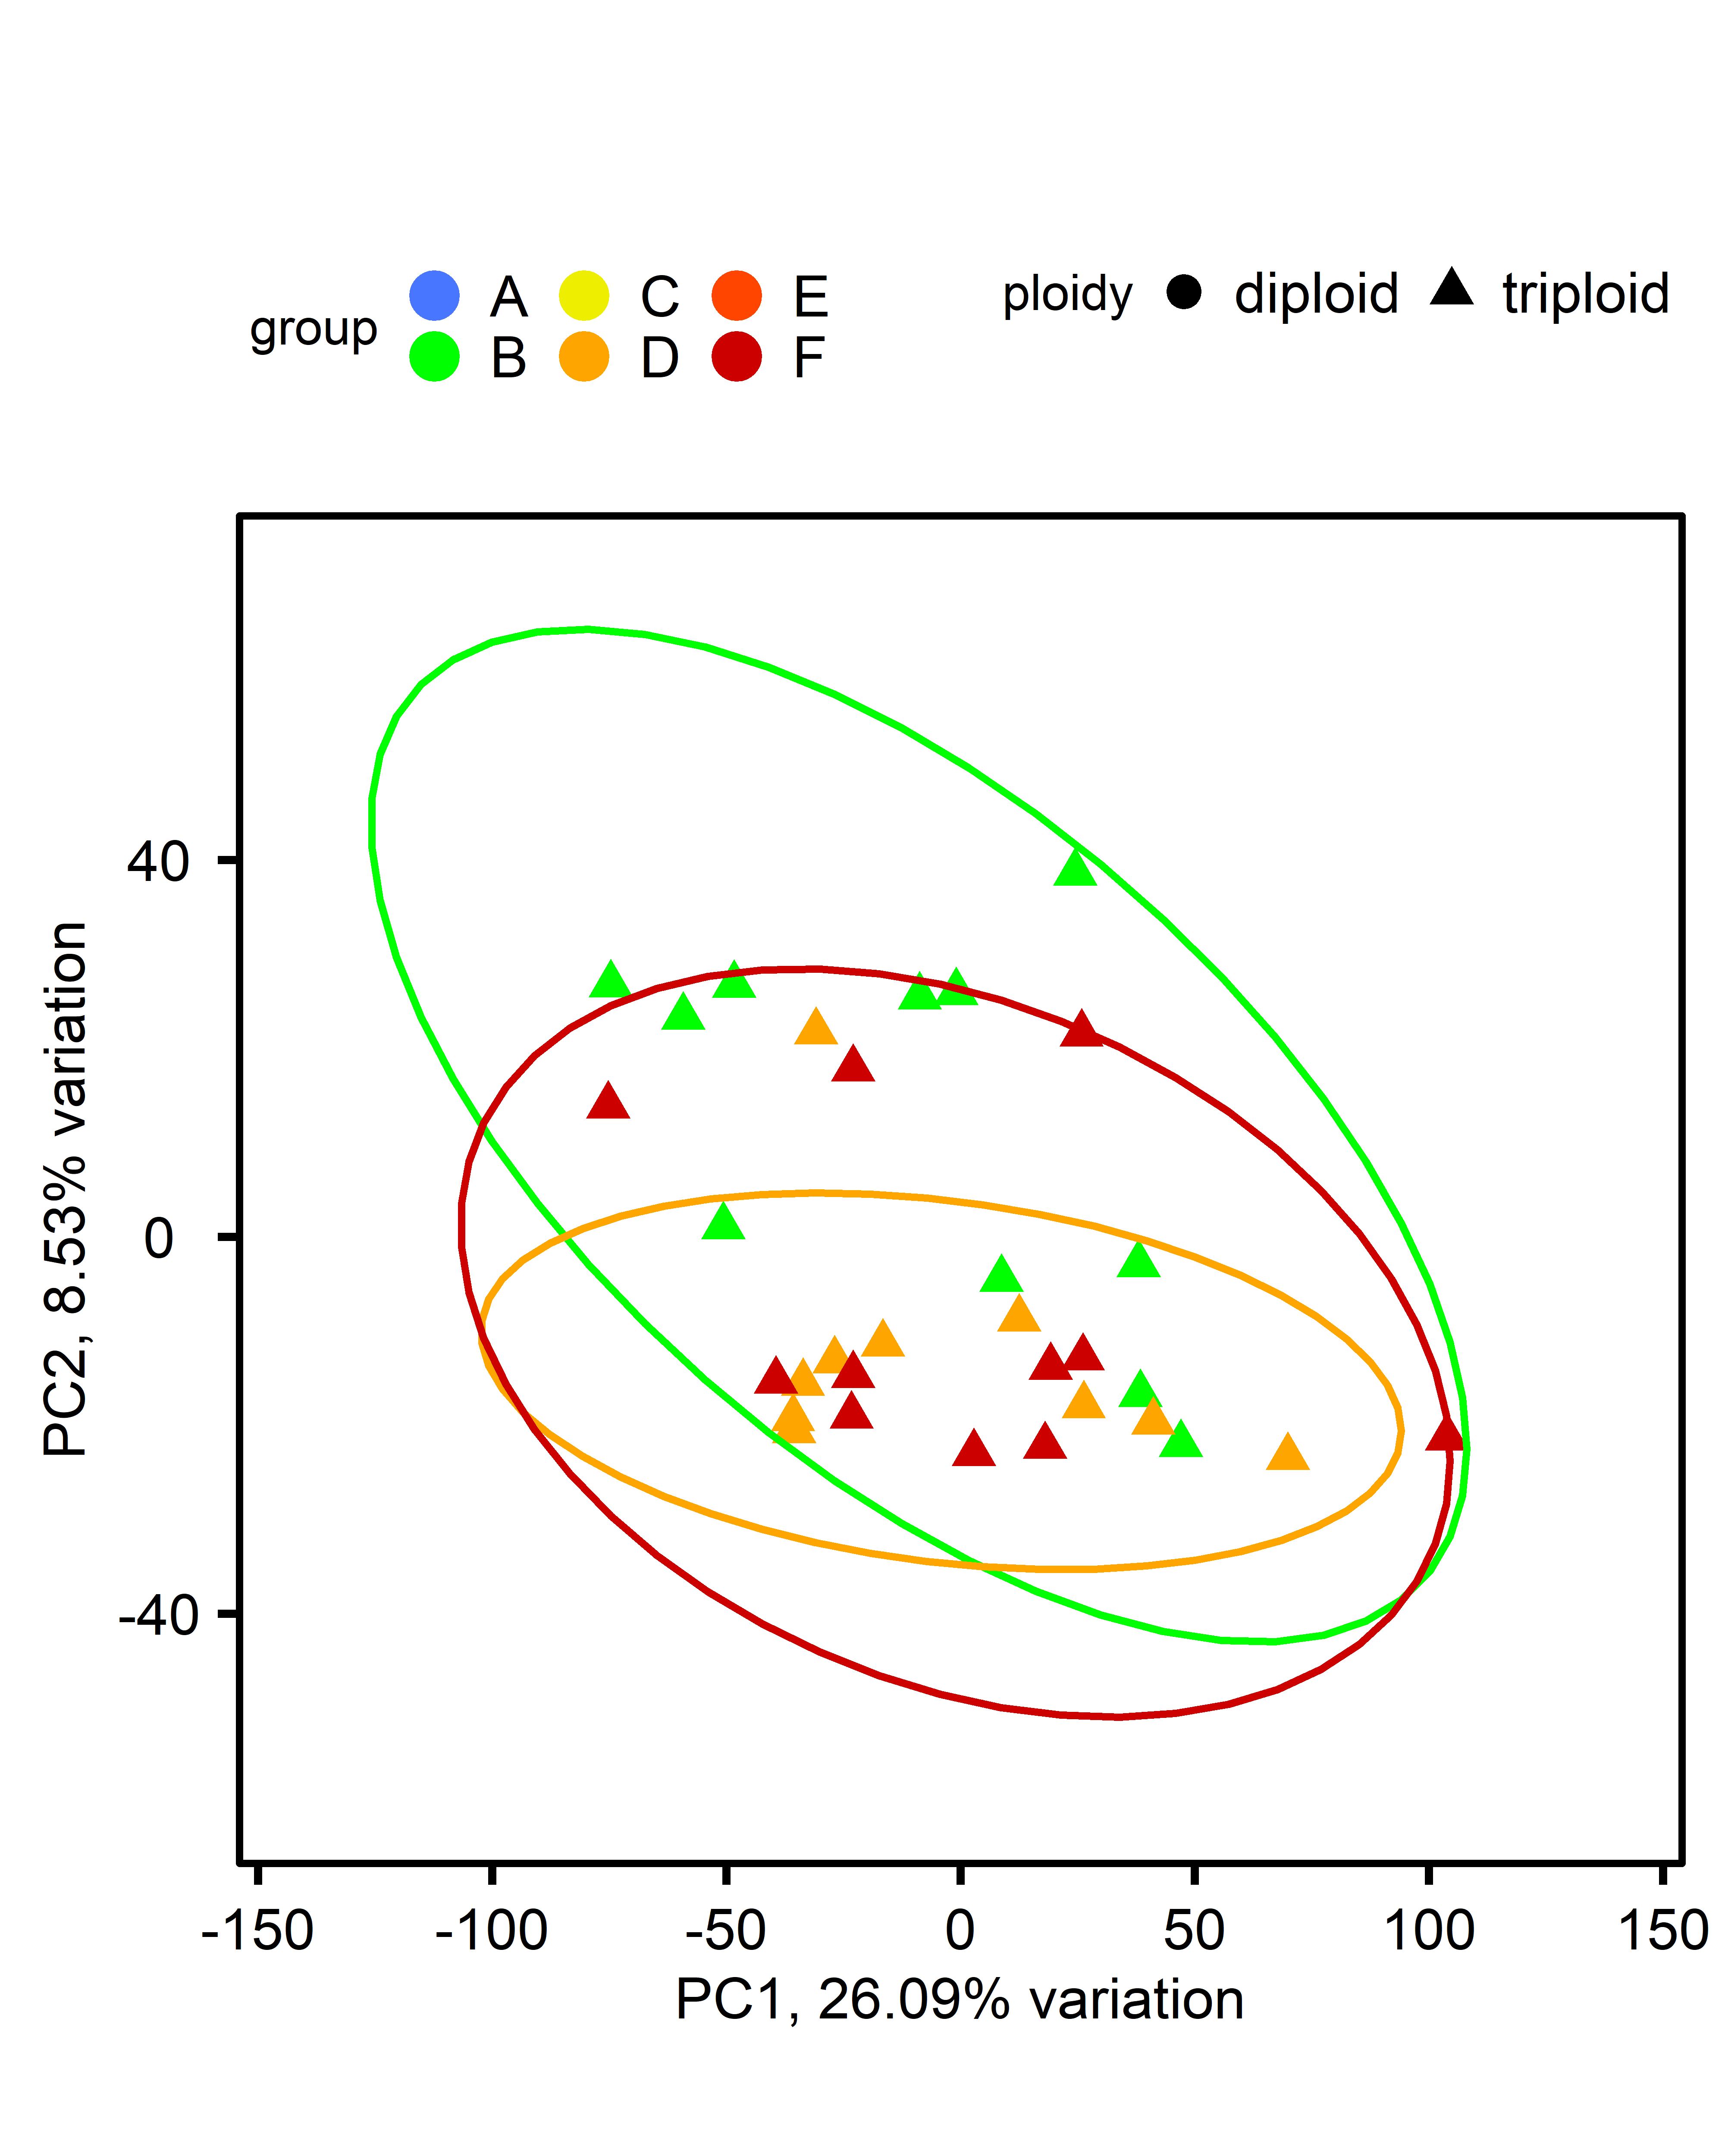 group A C E
B D F
ploidy diploid triploid
PC2, 8.53% variation
40
0
-40
-150 -100 -50 0 50 100 150
PC1, 26.09% variation